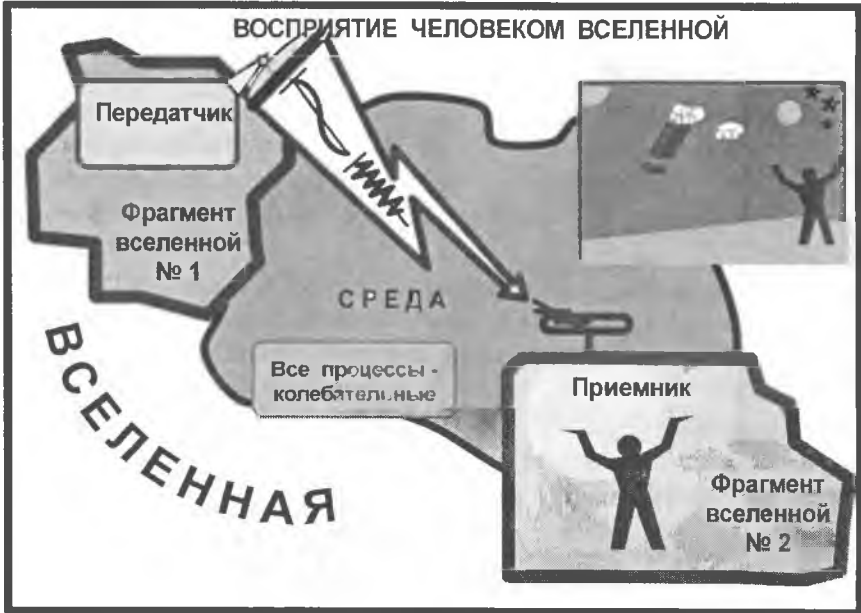 ВОСПРИЯТИЕ ЧЕЛОВЕКОМ ВСЕЛЕННОЙ
Передатчик
Фрагмент
вселенной
№ 1
СРЕДА
Все процессы -
колебательные
ВСЕЛЕННАЯ
Приемник
Фрагмент
вселенной
№ 2